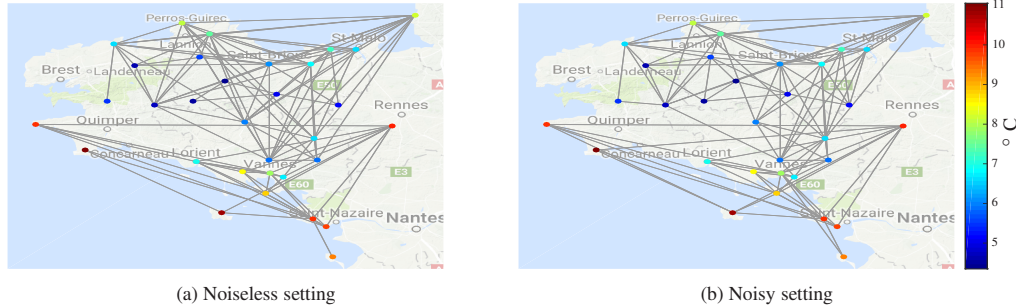 Perros-Guirec
Lannion
St-Malo
Saint-Brieuc
Brest
Landerneau
Rennes
Quimper
Concarneau
Lorient
Vannes
E3
E60
Saint-Nazaire
Nantes
(a) Noiseless setting
Perros-Guirec
Lannion
St-Malo
Saint-Brieuc
Brest
Landerneau
Rennes
Quimper
Concarneau
Lorient
Vannes
E3
E60
Saint-Nazaire
Nantes
(b) Noisy setting
11
10
9
8
7
6
5
° C